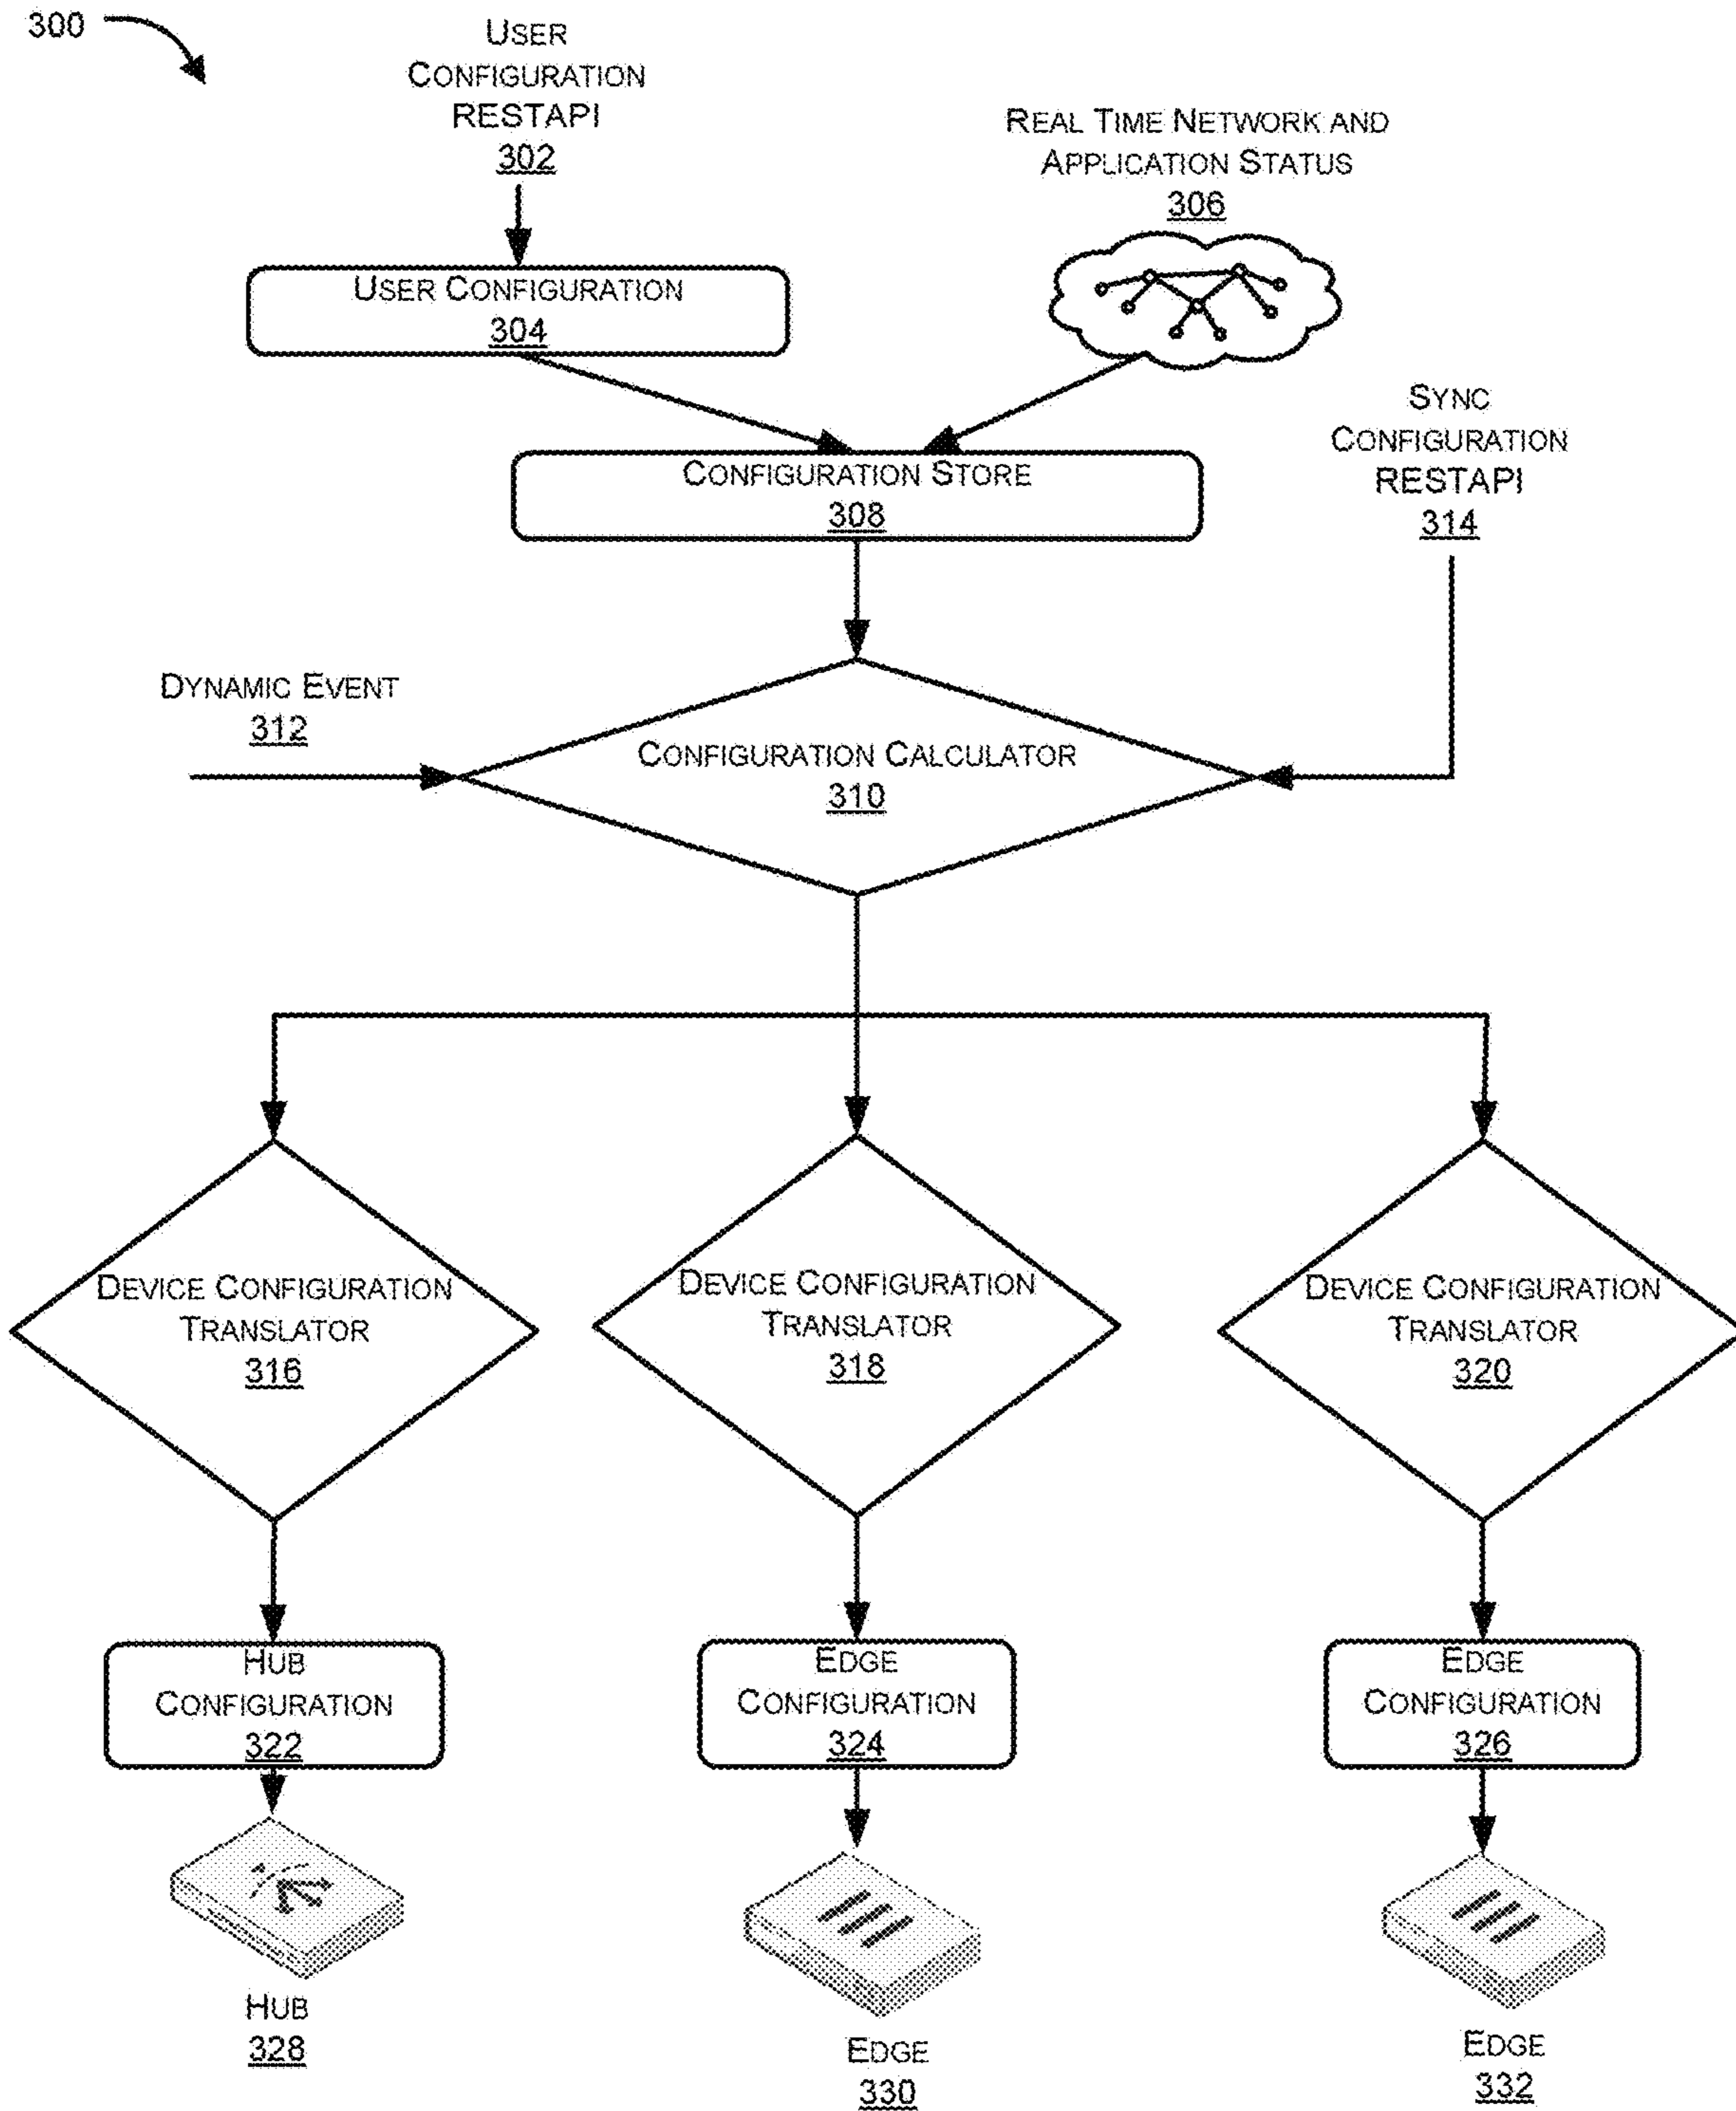 300
USER
CONFIGURATION
RESTAPI
302
REAL TIME NETWORK AND
APPLICATION STATUS
306
USER CONFIGURATION
304
SYNC
CONFIGURATION
RESTAPI
314
CONFIGURATION STORE
308
DYNAMIC EVENT
312
CONFIGURATION CALCULATOR
310
DEVICE CONFIGURATION
TRANSLATOR
316
DEVICE CONFIGURATION
TRANSLATOR
318
DEVICE CONFIGURATION
TRANSLATOR
320
HUB
CONFIGURATION
322
EDGE
CONFIGURATION
324
EDGE
CONFIGURATION
326
HUB
328
EDGE
330
EDGE
332